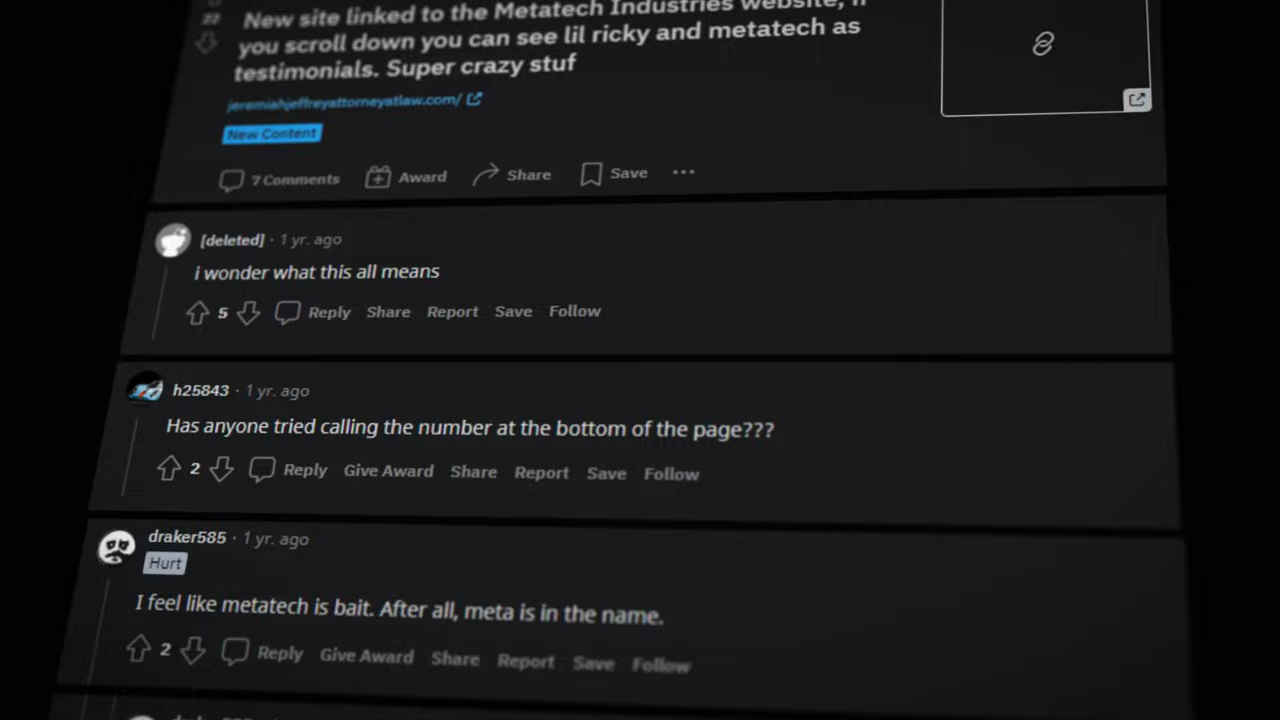 22
New site linked to the Metatech Industries website, if
you scroll down you can see lil ricky and metatech as
testimonials. Super crazy stuf
jeremiahjeffreyattorneyatlaw.com/
New Content
7 Comments Award Share Save ...
[deleted] · 1 yr. ago
i wonder what this all means
5 Reply Share Report Save Follow
h25843 · 1 yr. ago
Has anyone tried calling the number at the bottom of the page???
2 Reply Give Award Share Report Save Follow
draker585 · 1 yr. ago
Hurt
I feel like metatech is bait. After all, meta is in the name.
2 Reply Give Award Share Report Save Follow